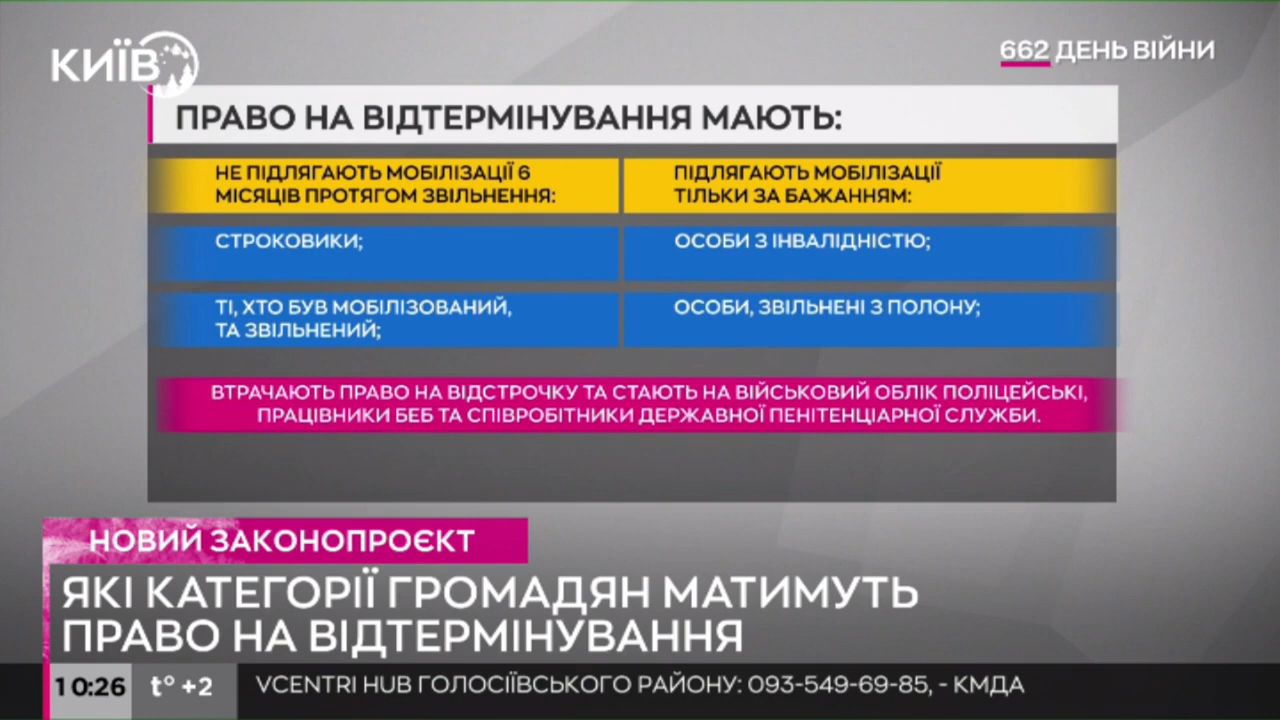 КИЇВ
662 ДЕНЬ ВІЙНИ
ПРАВО НА ВІДТЕРМІНУВАННЯ МАЮТЬ:
НЕ ПІДЛЯГАЮТЬ МОБІЛІЗАЦІЇ 6
МІСЯЦІВ ПРОТЯГОМ ЗВІЛЬНЕННЯ:
ПІДЛЯГАЮТЬ МОБІЛІЗАЦІЇ
ТІЛЬКИ ЗА БАЖАННЯМ:
СТРОКОВИКИ;
ОСОБИ З ІНВАЛІДНІСТЮ;
ТІ, ХТО БУВ МОБІЛІЗОВАНИЙ,
ТА ЗВІЛЬНЕНИЙ;
ОСОБИ, ЗВІЛЬНЕНІ З ПОЛОНУ;
ВТРАЧАЮТЬ ПРАВО НА ВІДСТРОЧКУ ТА СТАЮТЬ НА ВІЙСЬКОВИЙ ОБЛІК ПОЛІЦЕЙСЬКІ,
ПРАЦІВНИКИ БЕБ ТА СПІВРОБІТНИКИ ДЕРЖАВНОЇ ПЕНІТЕНЦІАРНОЇ СЛУЖБИ.
НОВИЙ ЗАКОНОПРОЄКТ
ЯКІ КАТЕГОРІЇ ГРОМАДЯН МАТИМУТЬ
ПРАВО НА ВІДТЕРМІНУВАННЯ
10:26 t° +2 VCENTRI HUB ГОЛОСІЇВСЬКОГО РАЙОНУ: 093-549-69-85, - КМДА